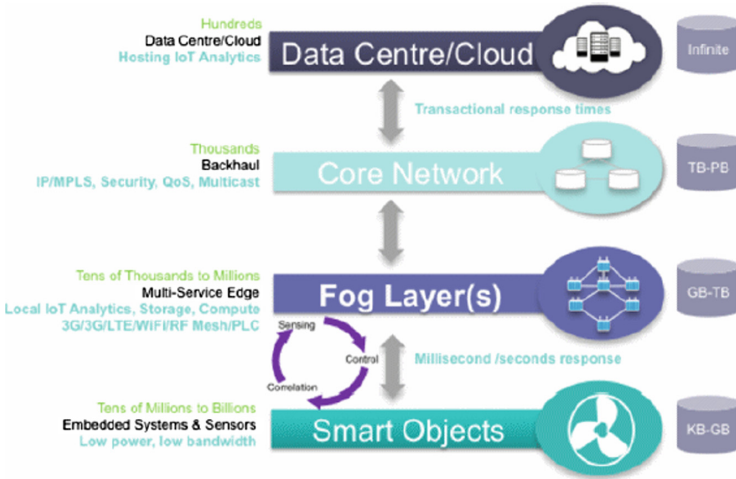 Hundreds
Data Centre/Cloud
Hosting IoT Analytics
Data Centre/Cloud
Infinite
Transactional response times
Thousands
Backhaul
IP/MPLS, Security, QoS, Multicast
Core Network
TB-PB
Tens of Thousands to Millions
Multi-Service Edge
Local IoT Analytics, Storage, Compute
3G/3G/LTE/WiFI/RF Mesh/PLC
Fog Layer(s)
GB-TB
Sensing
Control
Correlation
Millisecond /seconds response
Tens of Millions to Billions
Embedded Systems & Sensors
Low power, low bandwidth
Smart Objects
KB-GB